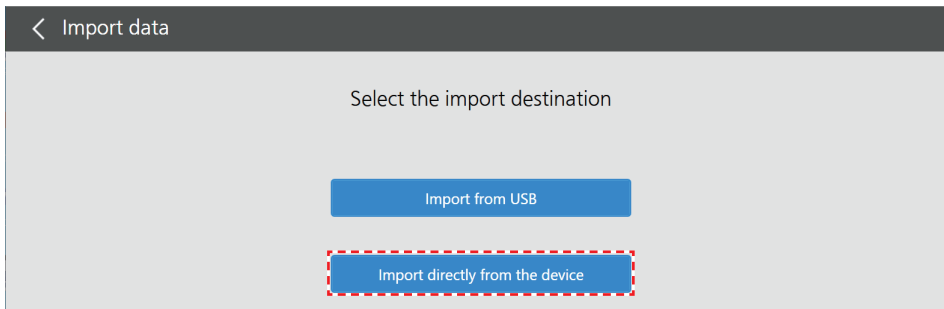 Import data
Select the import destination
Import from USB
Import directly from the device